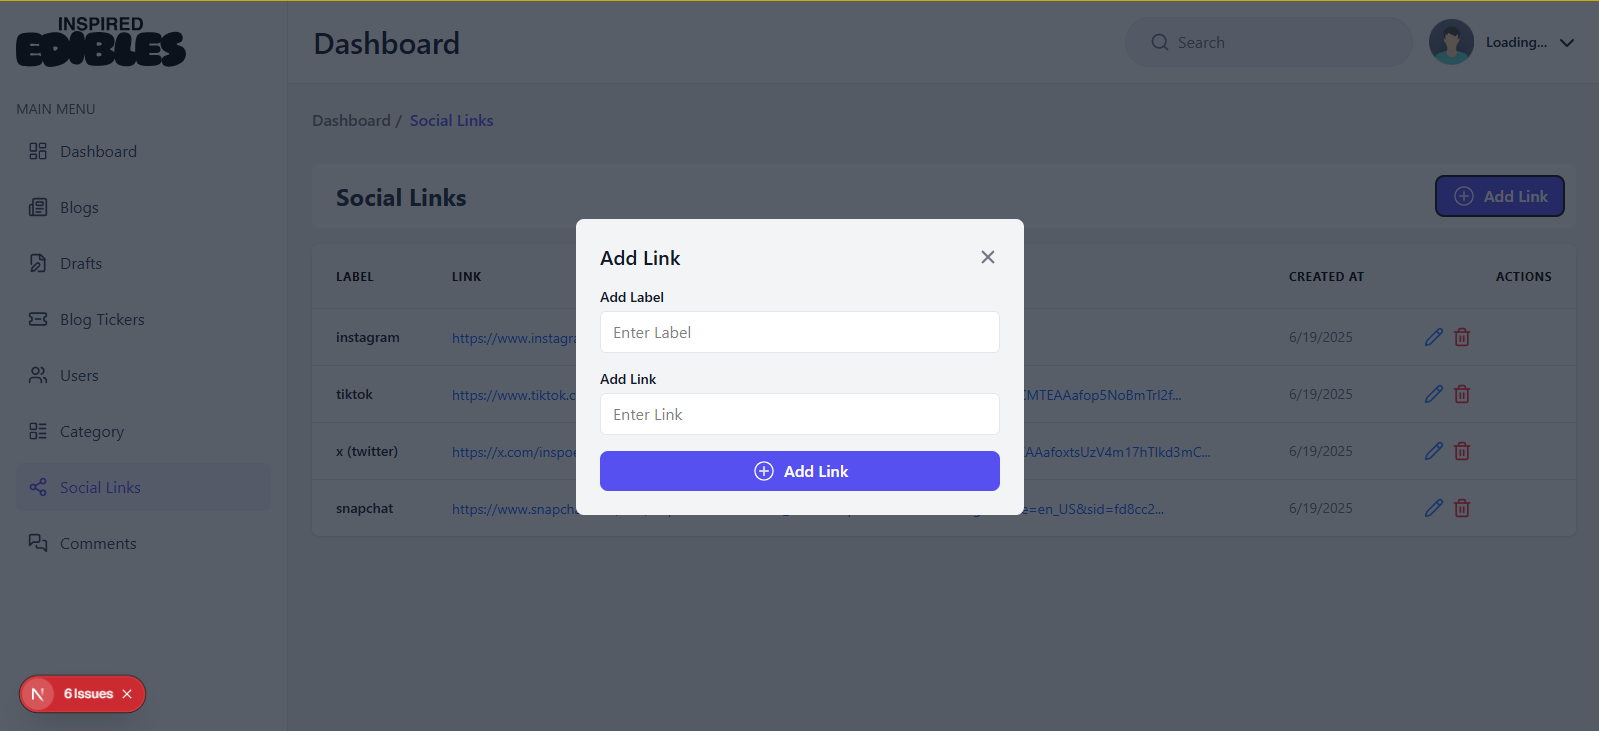 INSPIRED
EDIBLES
Dashboard
Search
Loading...
MAIN MENU
Dashboard
Blogs
Drafts
Blog Tickers
Users
Category
Social Links
Comments
Dashboard / Social Links
Social Links
Add Link
LABEL LINK CREATED AT ACTIONS
instagram https://www.instagra 6/19/2025
tiktok https://www.tiktok.c 6/19/2025
x (twitter) https://x.com/inspoe 6/19/2025
snapchat https://www.snapch e=en_US&sid=fd8cc2... 6/19/2025
Add Link
Add Label
Enter Label
Add Link
Enter Link
Add Link
N 6 Issues